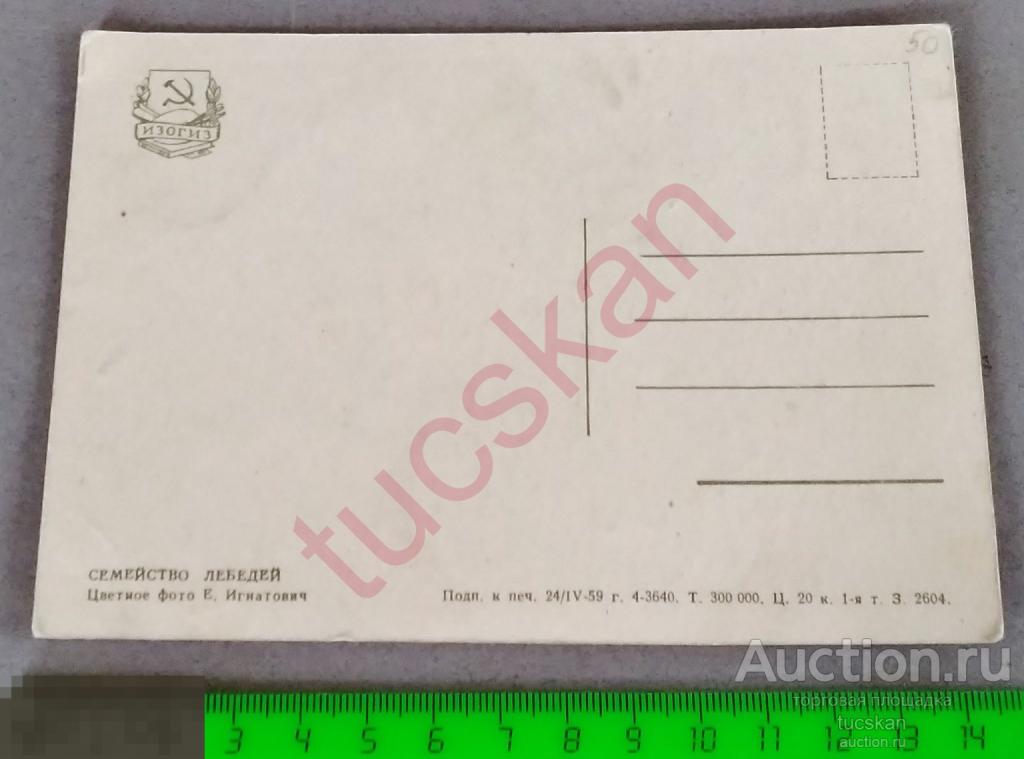 50
ИЗОГИЗ
tucskan
СЕМЕЙСТВО ЛЕБЕДЕЙ
Цветное фото Е. Игнатович
Подп. к печ. 24/IV-59 г. 4-3640. Т. 300 000. Ц. 20 к. 1-я т. З. 2604.
Auction.ru
торговая площадка
tucskan
auction.ru
3 4 5 6 7 8 9 10 11 12 13 14